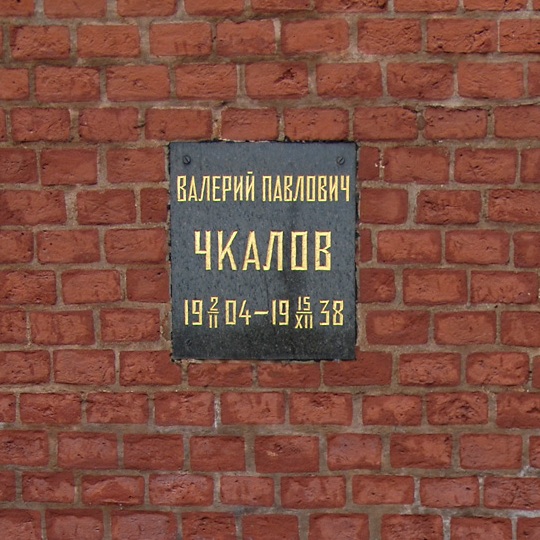 ВАЛЕРИЙ ПАВЛОВИЧ
ЧКАЛОВ
19 2/II 04–19 15/XII 38